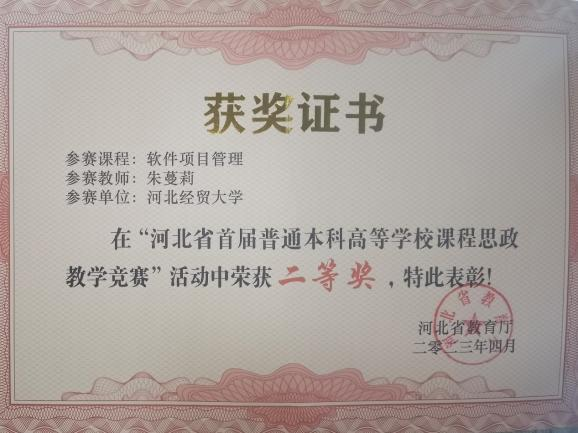 获奖证书
参赛课程：软件项目管理
参赛教师：朱蔓莉
参赛单位：河北经贸大学
在“河北省首届普通本科高等学校课程思政
教学竞赛”活动中荣获 二等奖 ，特此表彰！
河北省教育厅
二零二三年四月